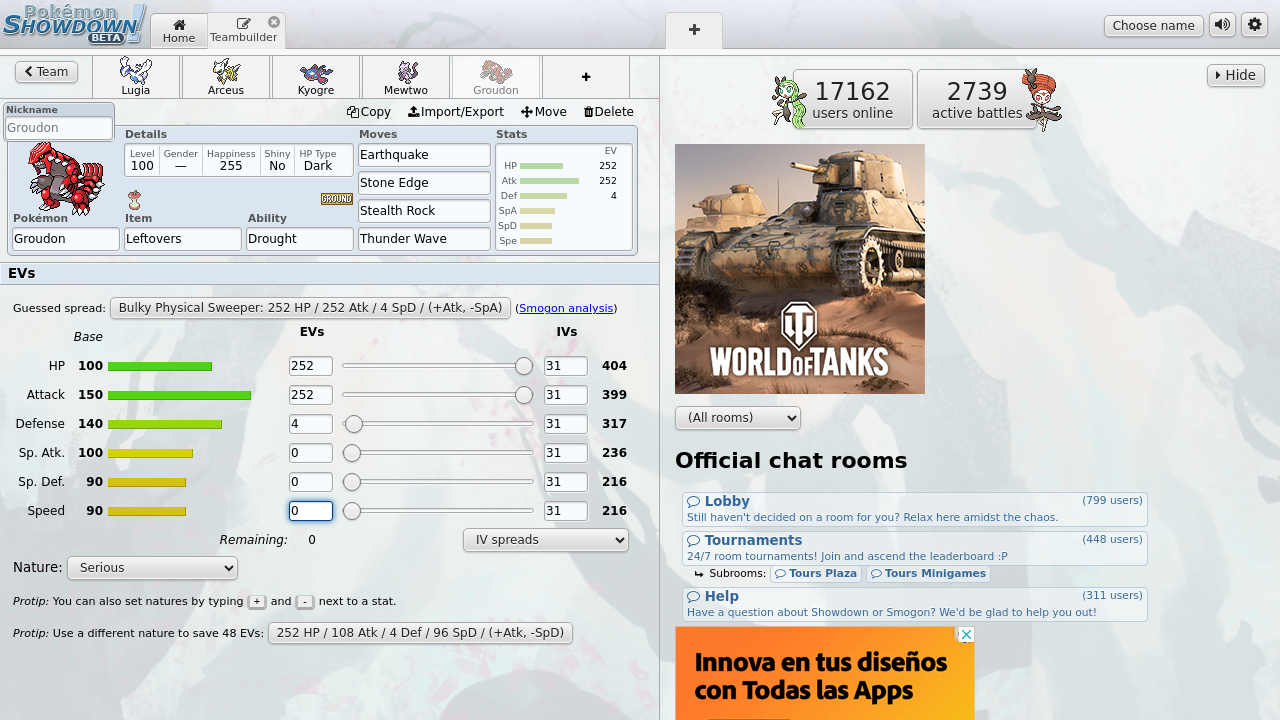 Pokémon
SHOWDOWN!
BETA
Home
Teambuilder
+
Choose name
Team
Lugia
Arceus
Kyogre
Mewtwo
Groudon
+
Hide
Nickname
Groudon
Copy
Import/Export
Move
Delete
Details
Level
100
Gender
—
Happiness
255
Shiny
No
HP Type
Dark
GROUND
Pokémon
Groudon
Item
Leftovers
Ability
Drought
Moves
Earthquake
Stone Edge
Stealth Rock
Thunder Wave
Stats
EV
HP 252
Atk 252
Def 4
SpA
SpD
Spe
EVs
Guessed spread: Bulky Physical Sweeper: 252 HP / 252 Atk / 4 SpD / (+Atk, -SpA) (Smogon analysis)
Base EVs IVs
HP 100 252 31 404
Attack 150 252 31 399
Defense 140 4 31 317
Sp. Atk. 100 0 31 236
Sp. Def. 90 0 31 216
Speed 90 0 31 216
Remaining: 0
IV spreads
Nature: Serious
Protip: You can also set natures by typing + and - next to a stat.
Protip: Use a different nature to save 48 EVs: 252 HP / 108 Atk / 4 Def / 96 SpD / (+Atk, -SpD)
17162
users online
2739
active battles
WORLD OF TANKS
(All rooms)
Official chat rooms
Lobby (799 users)
Still haven't decided on a room for you? Relax here amidst the chaos.
Tournaments (448 users)
24/7 room tournaments! Join and ascend the leaderboard :P
Subrooms: Tours Plaza Tours Minigames
Help (311 users)
Have a question about Showdown or Smogon? We'd be glad to help you out!
Innova en tus diseños
con Todas las Apps